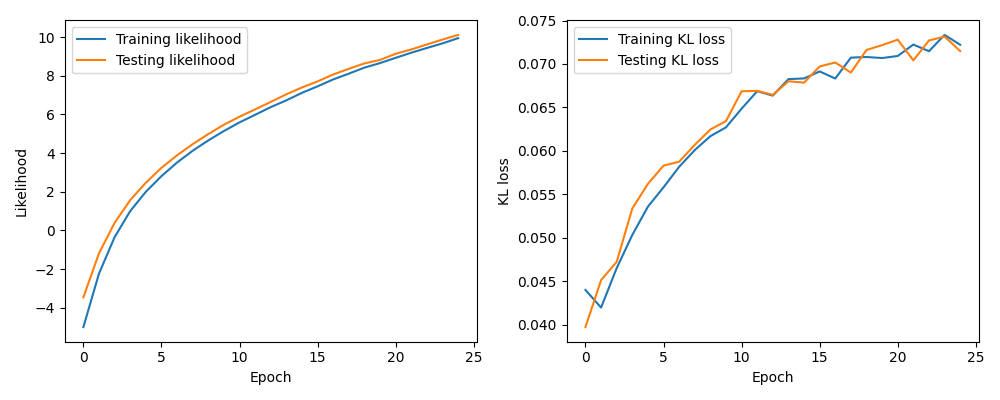 Training likelihood
Testing likelihood
Likelihood
10
8
6
4
2
0
−2
−4
0 5 10 15 20 25
Epoch
Training KL loss
Testing KL loss
KL loss
0.075
0.070
0.065
0.060
0.055
0.050
0.045
0.040
0 5 10 15 20 25
Epoch